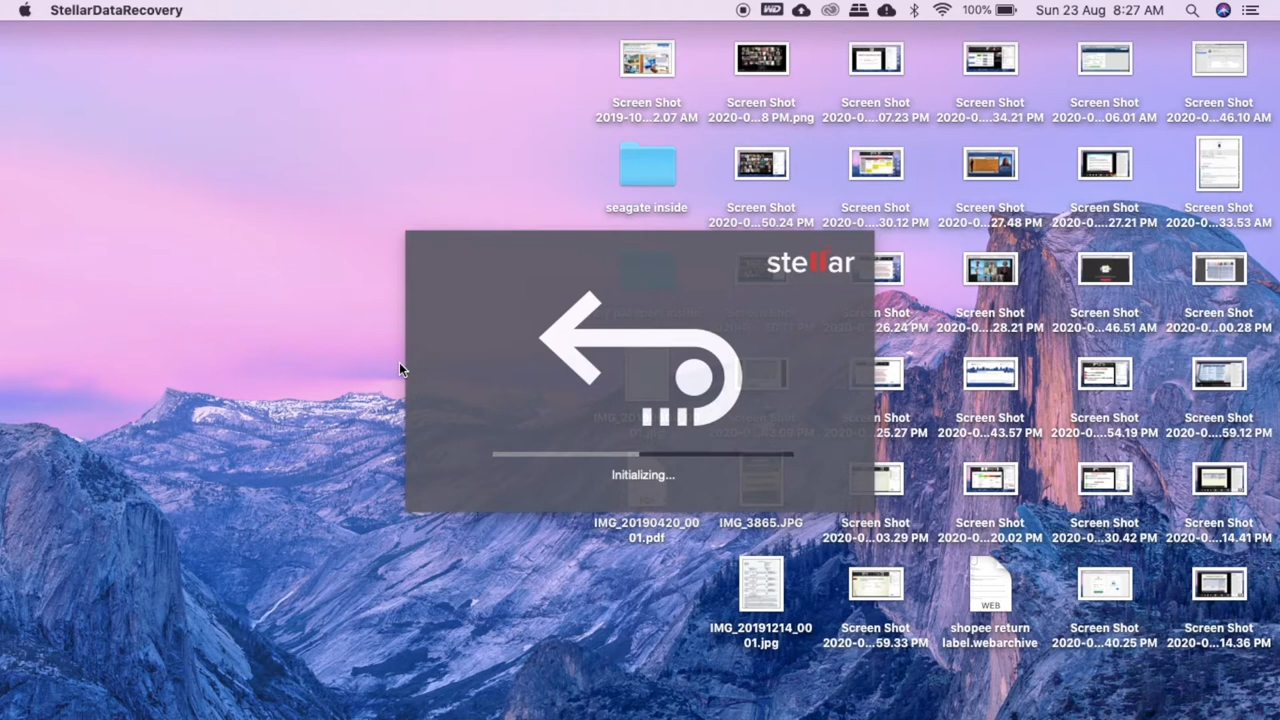 StellarDataRecovery
WD
100%
Sun 23 Aug 8:27 AM
Screen Shot
2019-10...2.07 AM
Screen Shot
2020-0...8 PM.png
Screen Shot
2020-0....07.23 PM
Screen Shot
2020-0....34.21 PM
Screen Shot
2020-0....06.01 AM
Screen Shot
2020-0...46.10 AM
seagate inside
Screen Shot
2020-0...50.24 PM
Screen Shot
2020-0...30.12 PM
Screen Shot
2020-0...27.48 PM
Screen Shot
2020-0...27.21 PM
Screen Shot
2020-0...33.53 AM
stellar
Shot
26.24 PM
Screen Shot
2020-0....28.21 PM
Screen Shot
2020-0...46.51 AM
Screen Shot
2020-0...00.28 PM
Shot
25.27 PM
Screen Shot
2020-0...43.57 PM
Screen Shot
2020-0....54.19 PM
Screen Shot
2020-0....59.12 PM
Initializing...
IMG_20190420_00
01.pdf
IMG_3865.JPG
Screen Shot
2020-0...03.29 PM
Screen Shot
2020-0...20.02 PM
Screen Shot
2020-0...30.42 PM
Screen Shot
2020-0....14.41 PM
IMG_20191214_00
01.jpg
Screen Shot
2020-0...59.33 PM
WEB
shopee return
label.webarchive
Screen Shot
2020-0...40.25 PM
Screen Shot
2020-0...14.36 PM